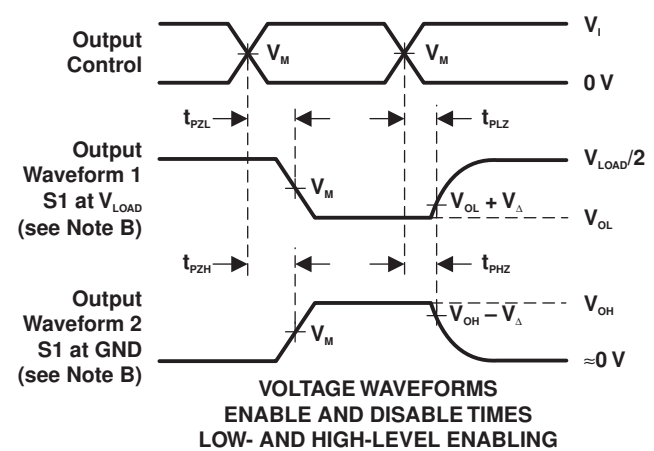 Output
Control
V_M
V_M
V_I
0 V
t_PZL
t_PLZ
Output
Waveform 1
S1 at V_LOAD
(see Note B)
V_M
V_OL + V_Δ
V_LOAD/2
V_OL
t_PZH
t_PHZ
Output
Waveform 2
S1 at GND
(see Note B)
V_M
V_OH – V_Δ
V_OH
≈0 V
VOLTAGE WAVEFORMS
ENABLE AND DISABLE TIMES
LOW- AND HIGH-LEVEL ENABLING